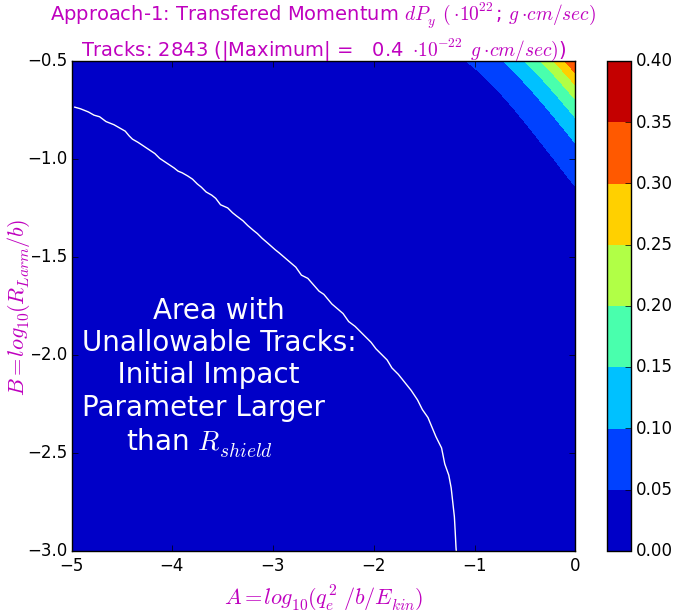 Approach-1: Transfered Momentum dP_y (·10^22; g·cm/sec)
Tracks: 2843 (|Maximum| = 0.4 ·10^−22 g·cm/sec)
−0.5
−1.0
−1.5
−2.0
−2.5
−3.0
B=log_10(R_Larm/b)
Area with
Unallowable Tracks:
Initial Impact
Parameter Larger
than R_shield
−5 −4 −3 −2 −1 0
A=log_10(q_e^2 /b/E_kin)
0.40
0.35
0.30
0.25
0.20
0.15
0.10
0.05
0.00